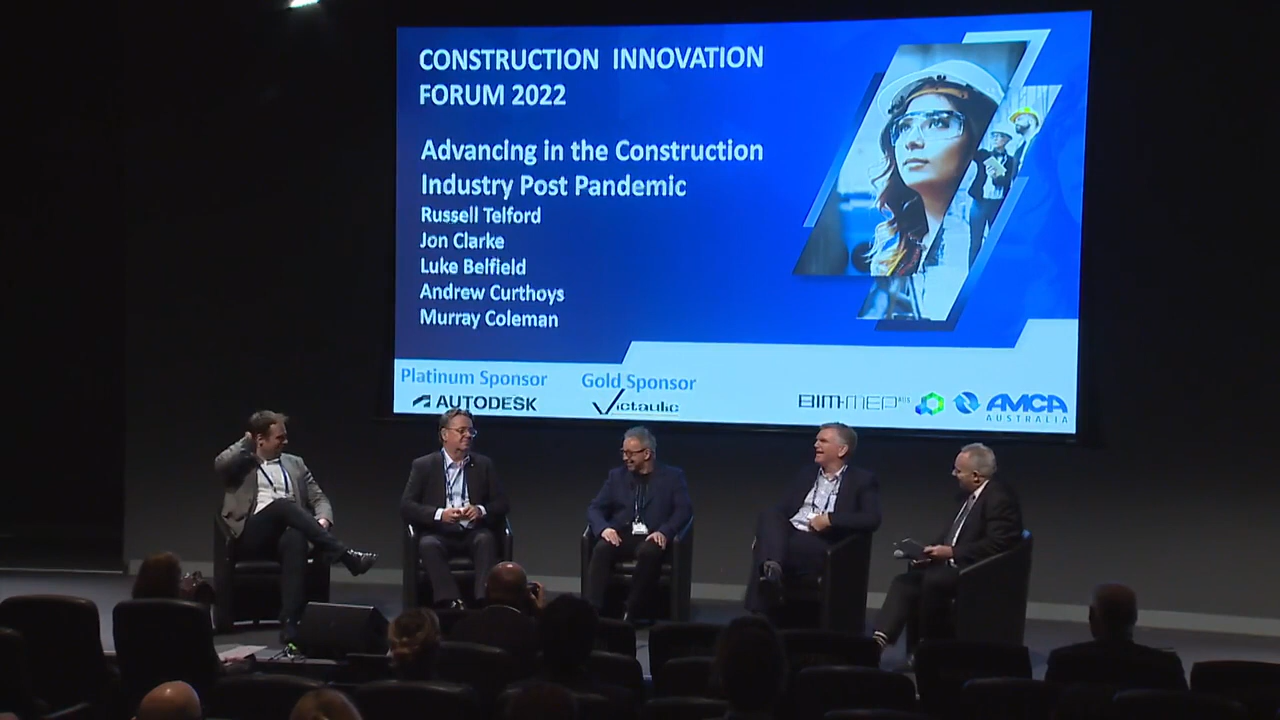 CONSTRUCTION INNOVATION
FORUM 2022
Advancing in the Construction
Industry Post Pandemic
Russell Telford
Jon Clarke
Luke Belfield
Andrew Curthoys
Murray Coleman
Platinum Sponsor
Gold Sponsor
AUTODESK
Victaulic
BIM-MEP AUS
AMCA
AUSTRALIA